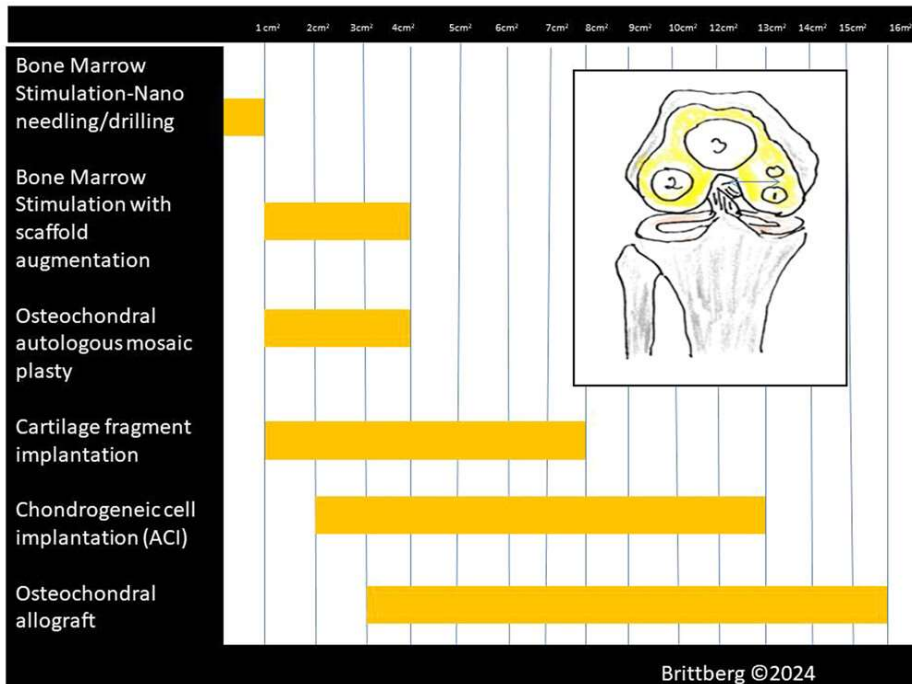 1 cm² 2cm² 3cm² 4cm² 5cm² 6cm² 7cm² 8cm² 9cm² 10cm² 11cm² 12cm² 13cm² 14cm² 15cm² 16m²
Bone Marrow
Stimulation-Nano
needling/drilling
Bone Marrow
Stimulation with
scaffold
augmentation
Osteochondral
autologous mosaic
plasty
Cartilage fragment
implantation
Chondrogeneic cell
implantation (ACI)
Osteochondral
allograft
3
2
1
Brittberg ©2024